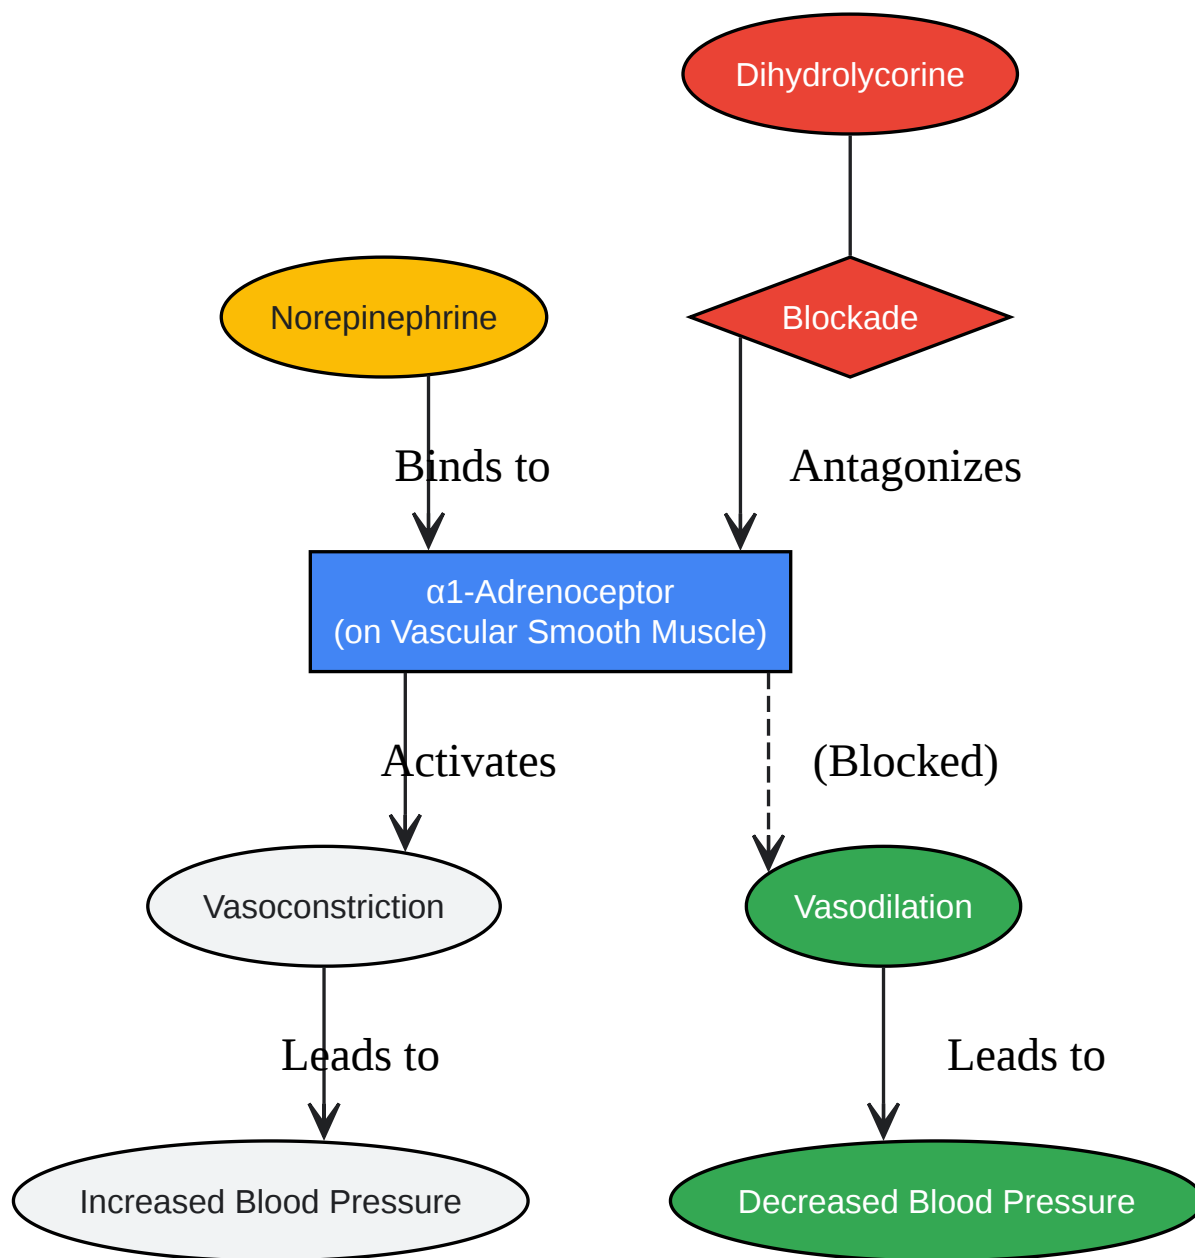 Dihydrolycorine
Norepinephrine
Blockade
Binds to
Antagonizes
α1-Adrenoceptor
(on Vascular Smooth Muscle)
Activates
(Blocked)
Vasoconstriction
Vasodilation
Leads to
Leads to
Increased Blood Pressure
Decreased Blood Pressure